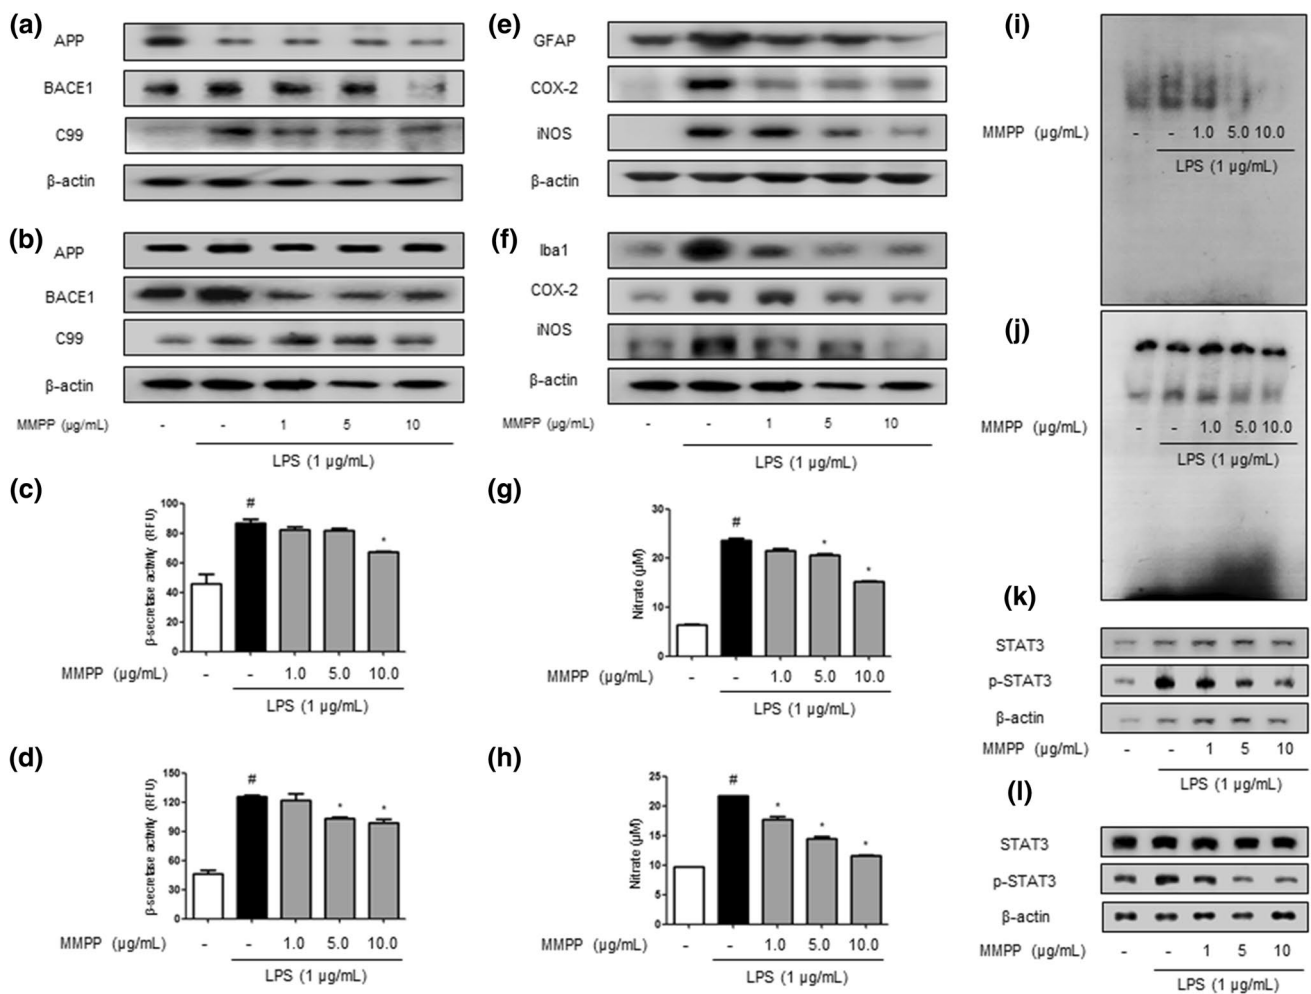 (a)
APP
BACE1
C99
β-actin
(b)
APP
BACE1
C99
β-actin
MMPP (μg/mL) - - 1 5 10
LPS (1 μg/mL)
(c)
β-secretase activity (RFU)
100
80
60
40
20
0
#
*
MMPP (μg/mL) - - 1.0 5.0 10.0
LPS (1 μg/mL)
(d)
β-secretase activity (RFU)
150
120
90
60
30
0
#
* *
MMPP (μg/mL) - - 1.0 5.0 10.0
LPS (1 μg/mL)
(e)
GFAP
COX-2
iNOS
β-actin
(f)
Iba1
COX-2
iNOS
β-actin
MMPP (μg/mL) - - 1 5 10
LPS (1 μg/mL)
(g)
Nitrate (μM)
30
20
10
0
#
*
*
MMPP (μg/mL) - - 1.0 5.0 10.0
LPS (1 μg/mL)
(h)
Nitrate (μM)
25
20
15
10
5
0
#
*
*
*
MMPP (μg/mL) - - 1.0 5.0 10.0
LPS (1 μg/mL)
(i)
MMPP (μg/mL) - - 1.0 5.0 10.0
LPS (1 μg/mL)
(j)
MMPP (μg/mL) - - 1.0 5.0 10.0
LPS (1 μg/mL)
(k)
STAT3
p-STAT3
β-actin
MMPP (μg/mL) - - 1 5 10
LPS (1 μg/mL)
(l)
STAT3
p-STAT3
β-actin
MMPP (μg/mL) - - 1 5 10
LPS (1 μg/mL)